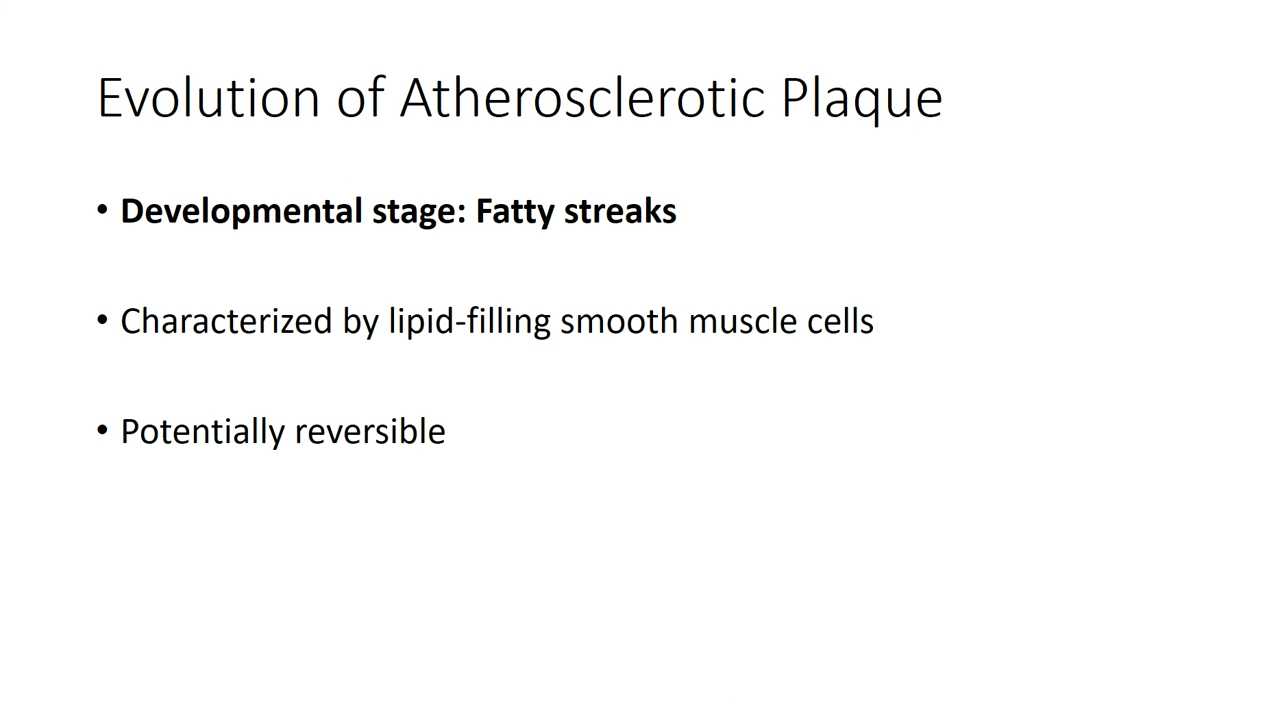 Evolution of Atherosclerotic Plaque
• Developmental stage: Fatty streaks
• Characterized by lipid-filling smooth muscle cells
• Potentially reversible